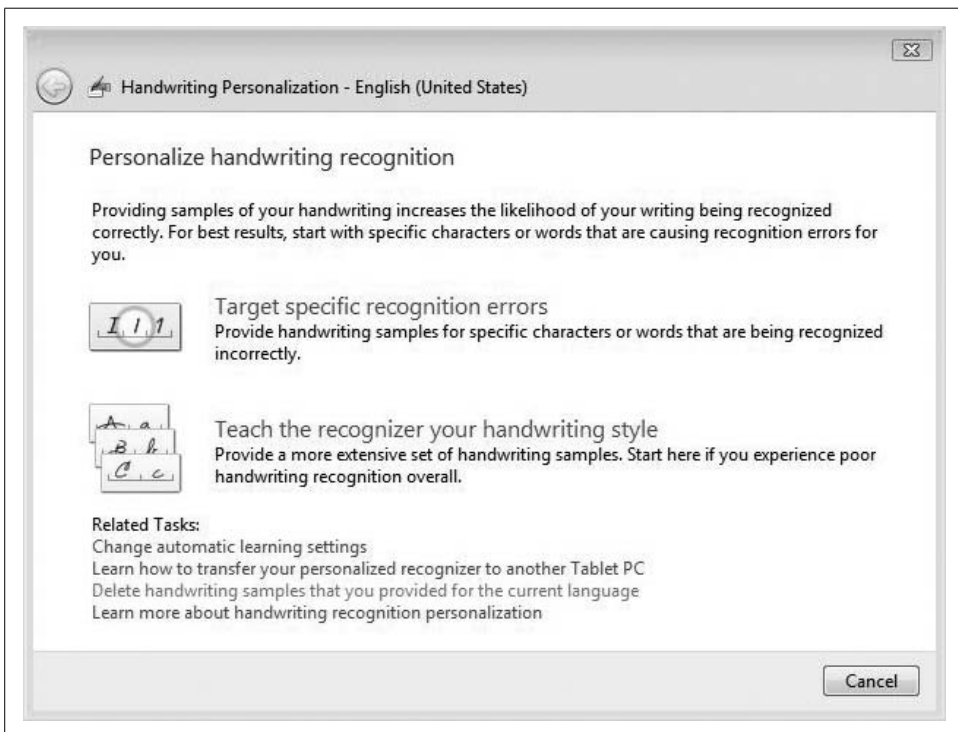 Handwriting Personalization - English (United States)
Personalize handwriting recognition
Providing samples of your handwriting increases the likelihood of your writing being recognized
correctly. For best results, start with specific characters or words that are causing recognition errors for
you.
I 1 1
Target specific recognition errors
Provide handwriting samples for specific characters or words that are being recognized
incorrectly.
A a
B b
C c
Teach the recognizer your handwriting style
Provide a more extensive set of handwriting samples. Start here if you experience poor
handwriting recognition overall.
Related Tasks:
Change automatic learning settings
Learn how to transfer your personalized recognizer to another Tablet PC
Delete handwriting samples that you provided for the current language
Learn more about handwriting recognition personalization
Cancel